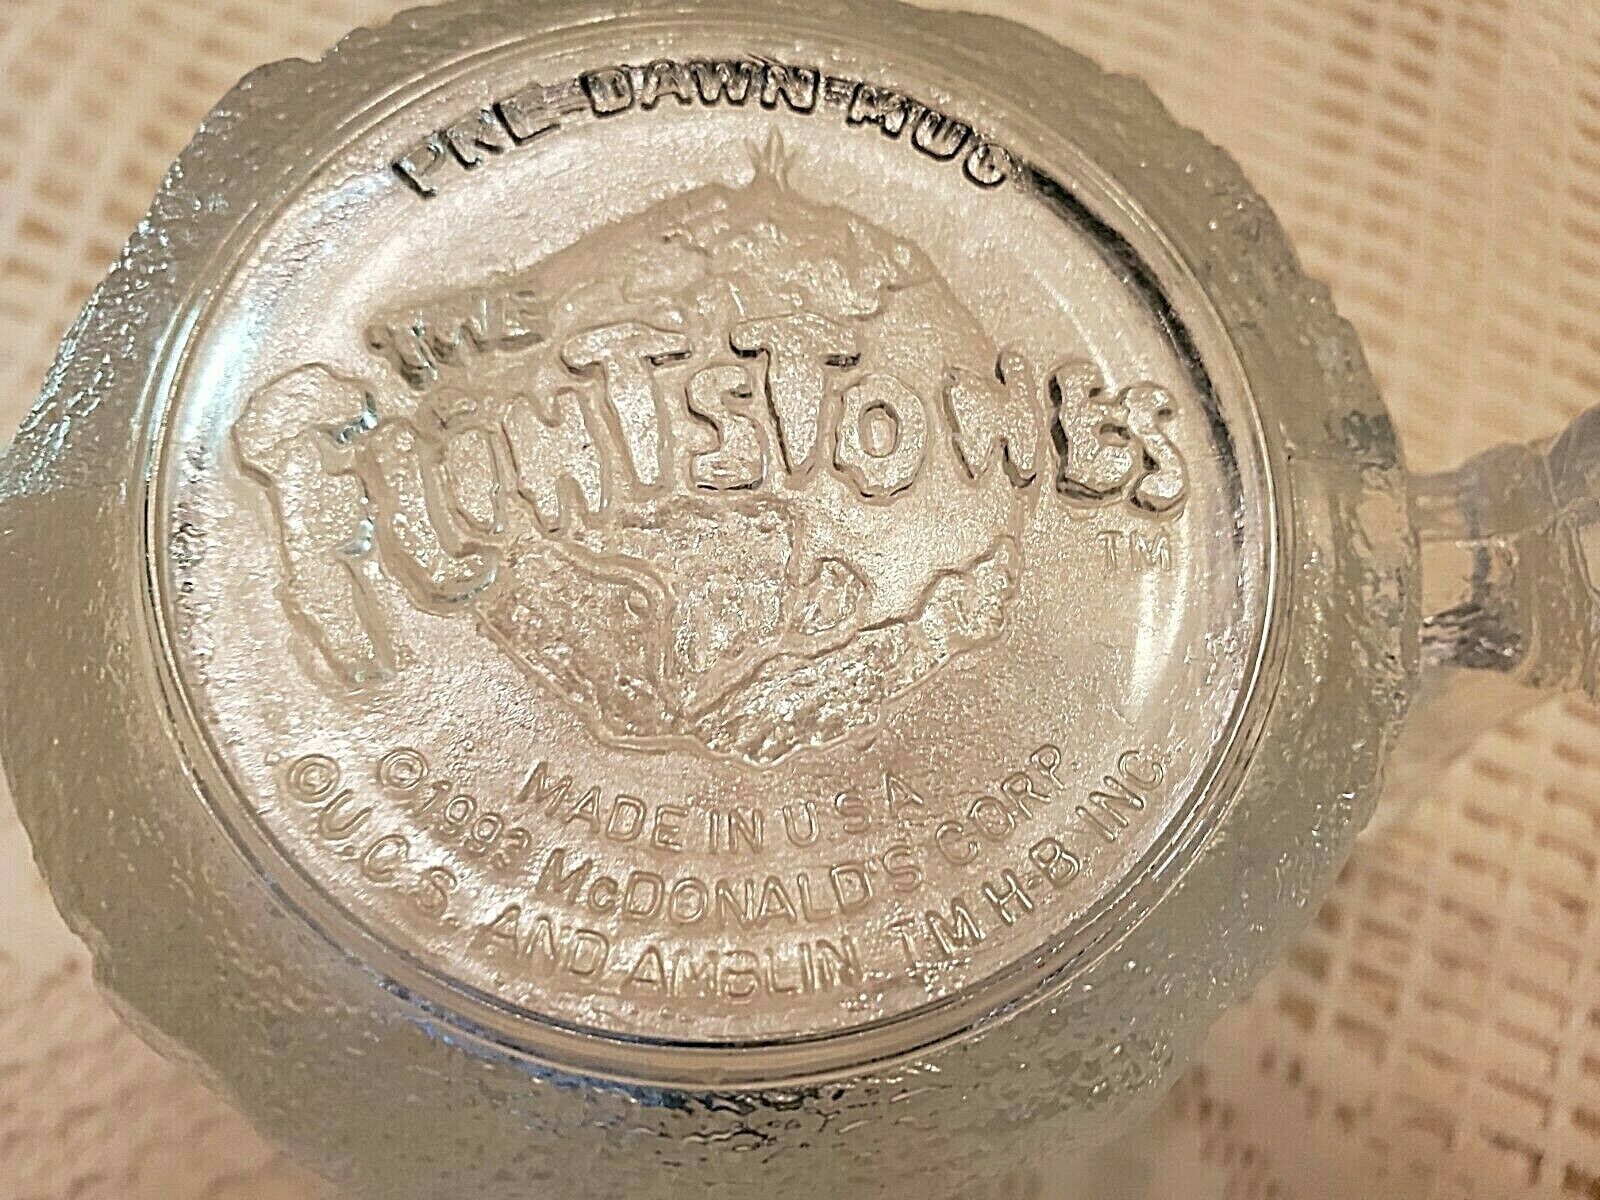 PRE-DAWN-MUG
THE
FLINTSTONES
TM
MADE IN U.S.A.
©1993 McDONALD'S CORP.
©U.C.S. AND AMBLIN TM H-B INC.